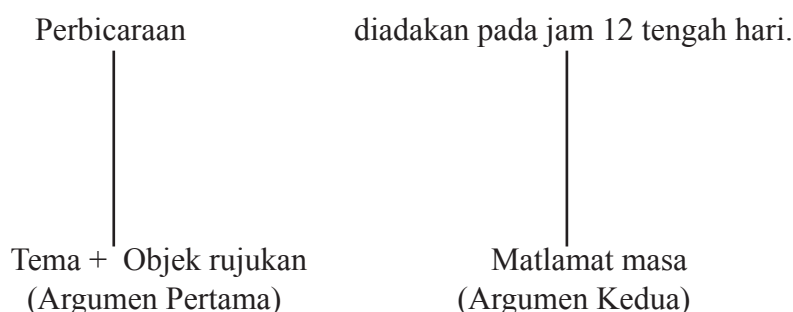 Perbicaraan diadakan pada jam 12 tengah hari.
Tema + Objek rujukan Matlamat masa
(Argumen Pertama) (Argumen Kedua)